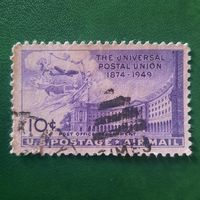 THE UNIVERSAL
POSTAL UNION
1874-1949
10¢
POST OFFICE DEPARTMENT
U.S. POSTAGE • AIR MAIL